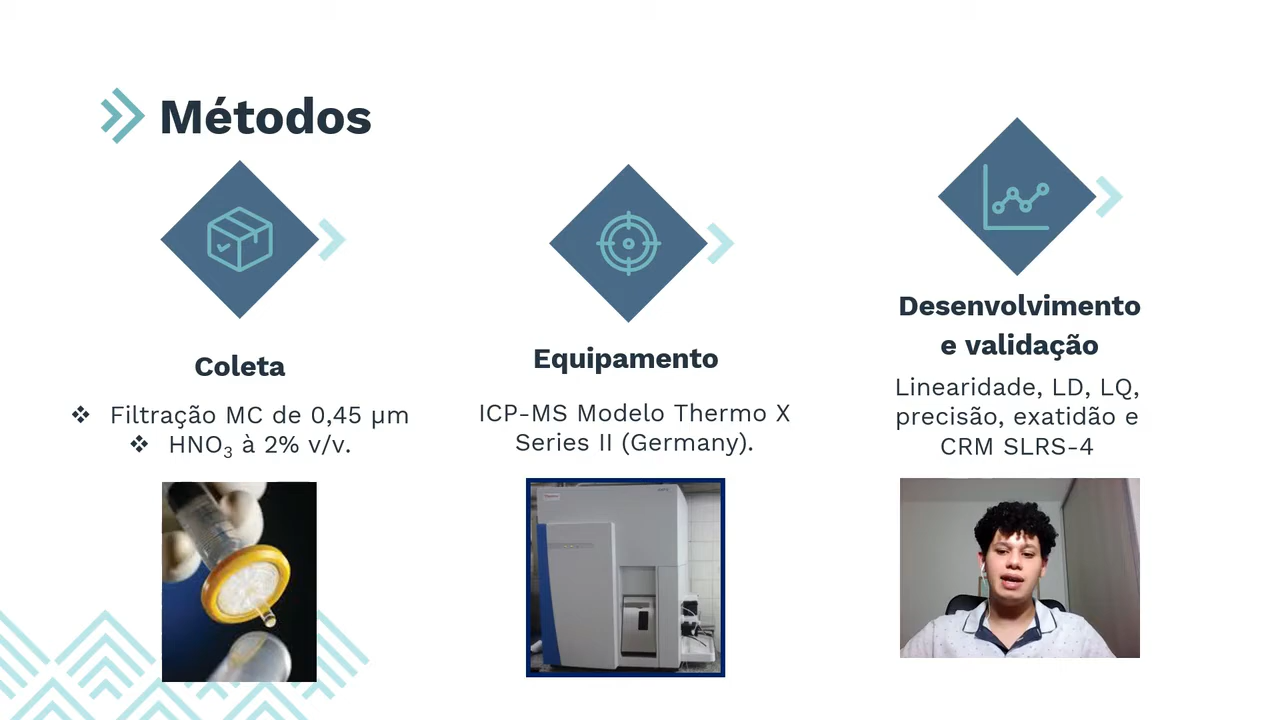 Métodos
Coleta
❖ Filtração MC de 0,45 µm
❖ HNO₃ à 2% v/v.
Equipamento
ICP-MS Modelo Thermo X
Series II (Germany).
Desenvolvimento
e validação
Linearidade, LD, LQ,
precisão, exatidão e
CRM SLRS-4